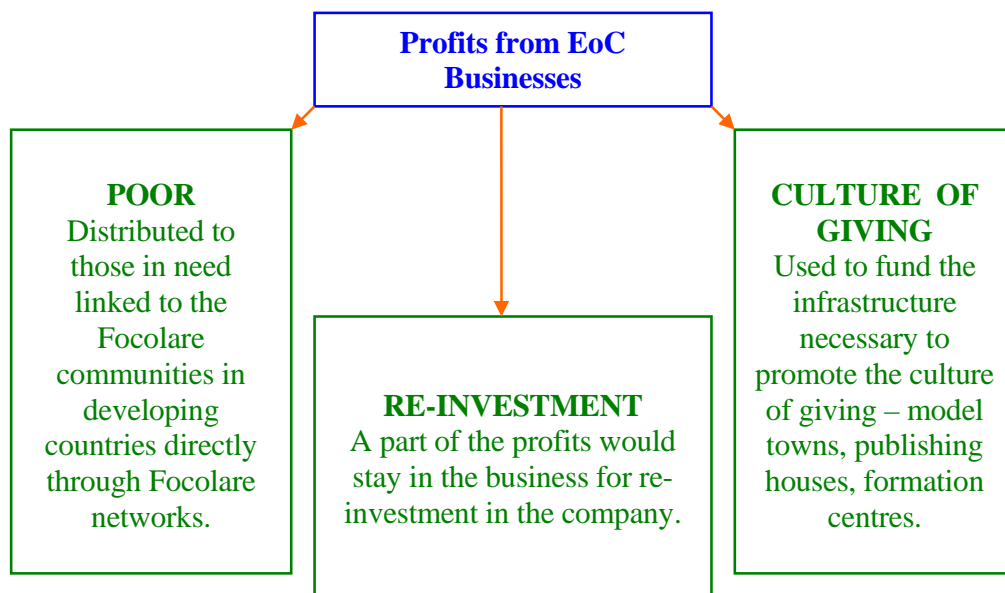 Profits from EoC
Businesses
POOR
Distributed to
those in need
linked to the
Focolare
communities in
developing
countries directly
through Focolare
networks.
RE-INVESTMENT
A part of the profits would
stay in the business for re-
investment in the company.
CULTURE OF
GIVING
Used to fund the
infrastructure
necessary to
promote the culture
of giving – model
towns, publishing
houses, formation
centres.